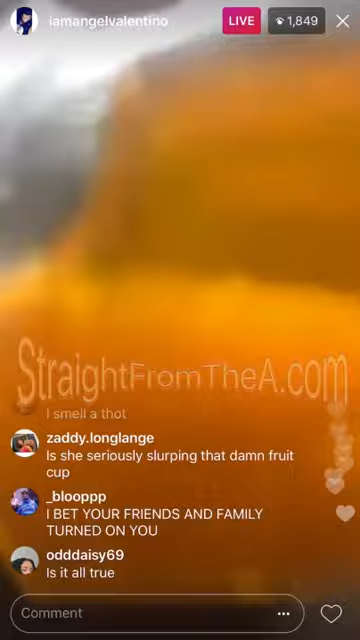 iamangelvalentino
LIVE
1,849
StraightFromTheA.com
I smell a thot
zaddy.longlange
Is she seriously slurping that damn fruit
cup
_blooppp
I BET YOUR FRIENDS AND FAMILY
TURNED ON YOU
odddaisy69
Is it all true
Comment